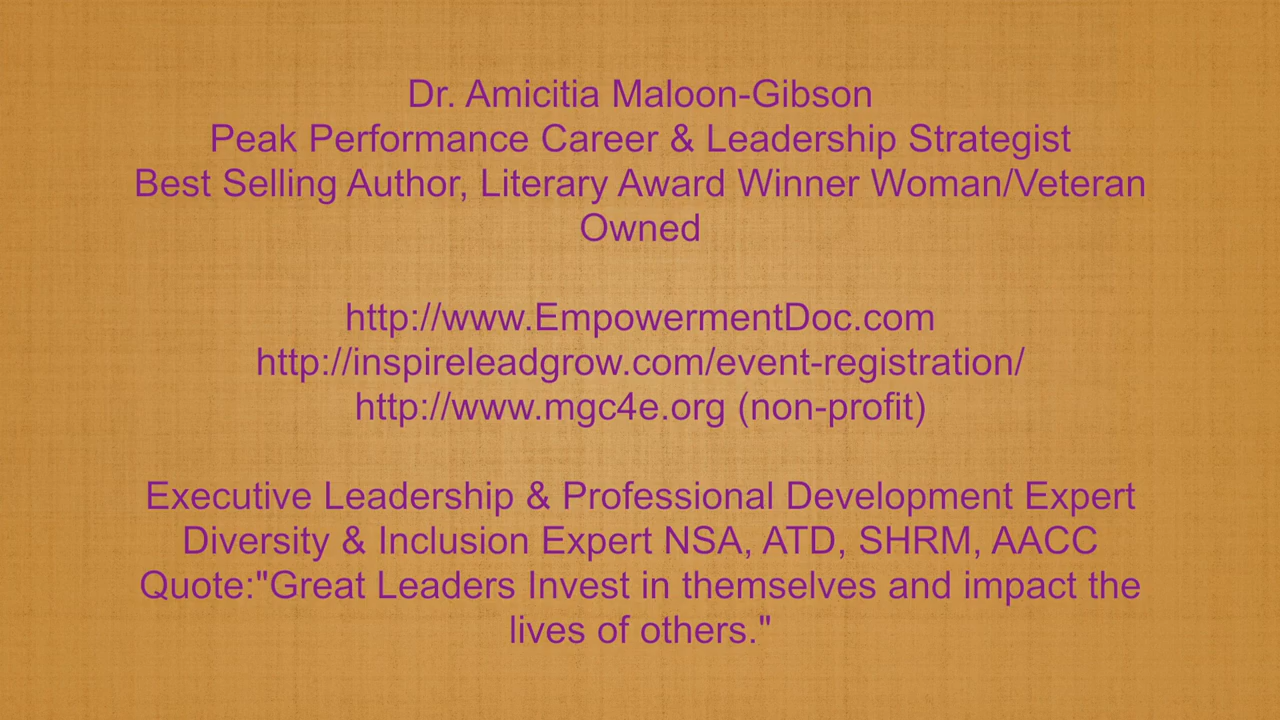 Dr. Amicitia Maloon-Gibson
Peak Performance Career & Leadership Strategist
Best Selling Author, Literary Award Winner Woman/Veteran
Owned
http://www.EmpowermentDoc.com
http://inspireleadgrow.com/event-registration/
http://www.mgc4e.org (non-profit)
Executive Leadership & Professional Development Expert
Diversity & Inclusion Expert NSA, ATD, SHRM, AACC
Quote:"Great Leaders Invest in themselves and impact the
lives of others."